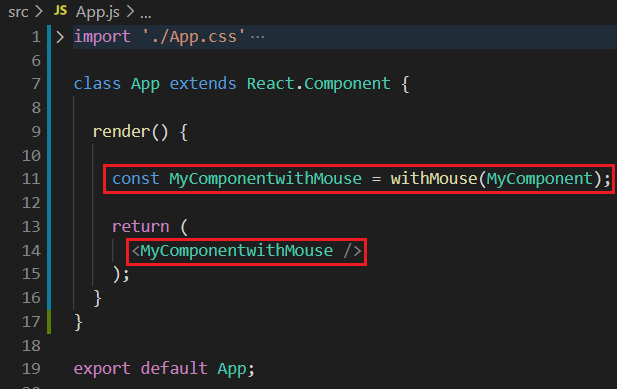 src > JS App.js > ...
1 > import './App.css' ...
6
7 class App extends React.Component {
8
9 render() {
10
11 const MyComponentwithMouse = withMouse(MyComponent);
12
13 return (
14 <MyComponentwithMouse />
15 );
16 }
17 }
18
19 export default App;